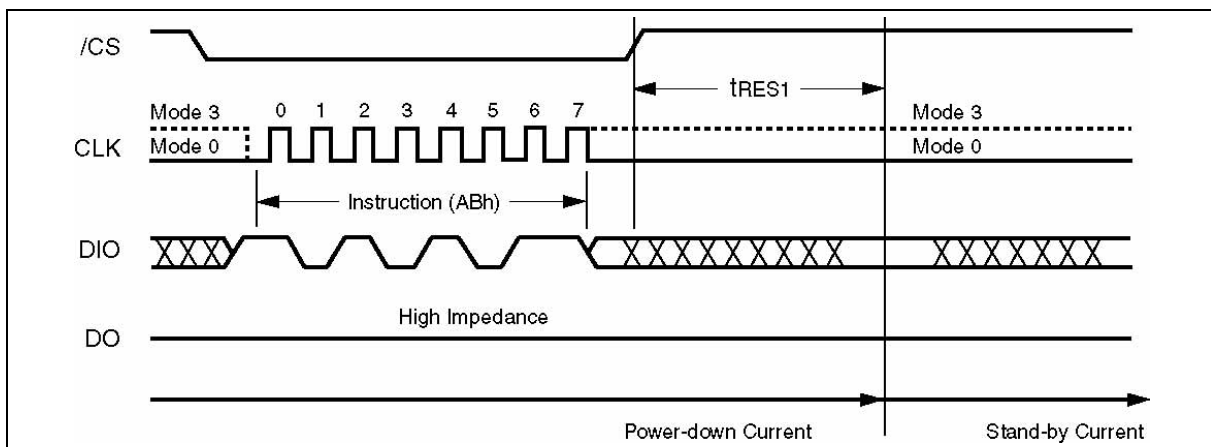 /CS
tRES1
Mode 3 0 1 2 3 4 5 6 7 Mode 3
CLK Mode 0 Mode 0
Instruction (ABh)
DIO
High Impedance
DO
Power-down Current Stand-by Current